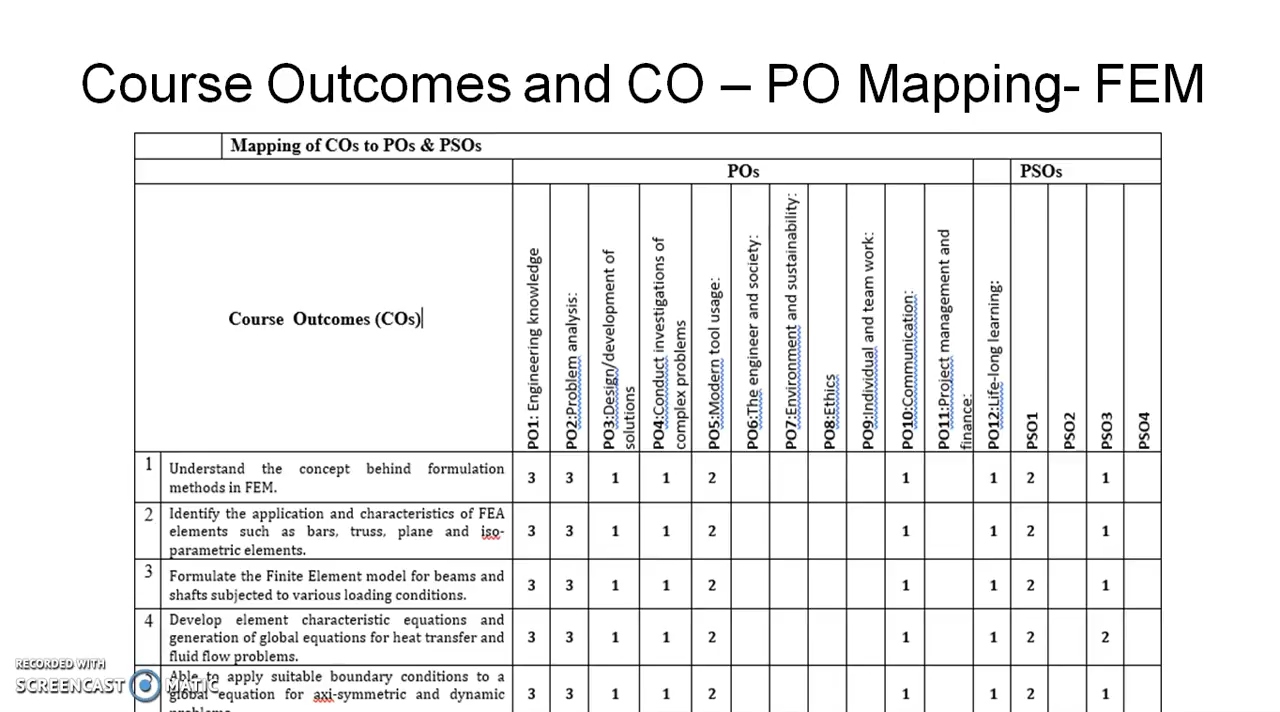 Course Outcomes and CO – PO Mapping- FEM
Mapping of COs to POs & PSOs
POs
PSOs
Course Outcomes (COs)
PO1: Engineering knowledge
PO2:Problem analysis:
PO3:Design/development of
solutions
PO4:Conduct investigations of
complex problems
PO5:Modern tool usage:
PO6:The engineer and society:
PO7:Environment and sustainability:
PO8:Ethics
PO9:Individual and team work:
PO10:Communication:
PO11:Project management and
finance:
PO12:Life-long learning:
PSO1
PSO2
PSO3
PSO4
1 Understand the concept behind formulation
methods in FEM.
3 3 1 1 2 1 1 2 1
2 Identify the application and characteristics of FEA
elements such as bars, truss, plane and iso-
parametric elements.
3 3 1 1 2 1 1 2 1
3 Formulate the Finite Element model for beams and
shafts subjected to various loading conditions.
3 3 1 1 2 1 1 2 1
4 Develop element characteristic equations and
generation of global equations for heat transfer and
fluid flow problems.
3 3 1 1 2 1 1 2 2
Able to apply suitable boundary conditions to a
global equation for axi-symmetric and dynamic
3 3 1 1 2 1 1 2 1
RECORDED WITH
SCREENCAST MATIC